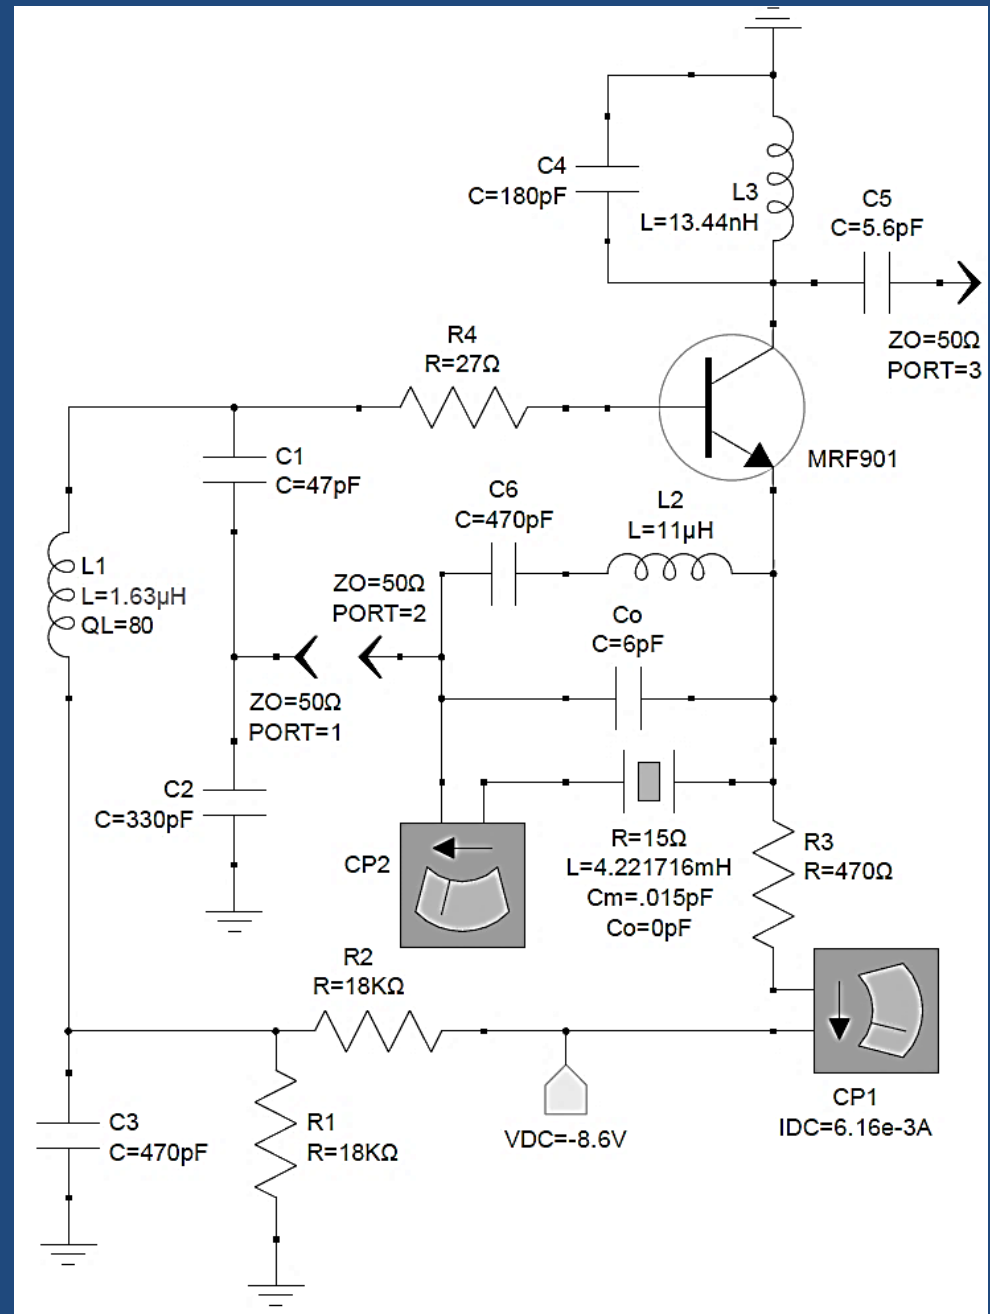 C4
C=180pF
L3
L=13.44nH
C5
C=5.6pF
ZO=50Ω
PORT=3
R4
R=27Ω
MRF901
C1
C=47pF
C6
C=470pF
L2
L=11µH
L1
L=1.63µH
QL=80
ZO=50Ω
PORT=2
Co
C=6pF
ZO=50Ω
PORT=1
C2
C=330pF
CP2
R=15Ω
L=4.221716mH
Cm=.015pF
Co=0pF
R3
R=470Ω
R2
R=18KΩ
CP1
IDC=6.16e-3A
C3
C=470pF
R1
R=18KΩ
VDC=-8.6V